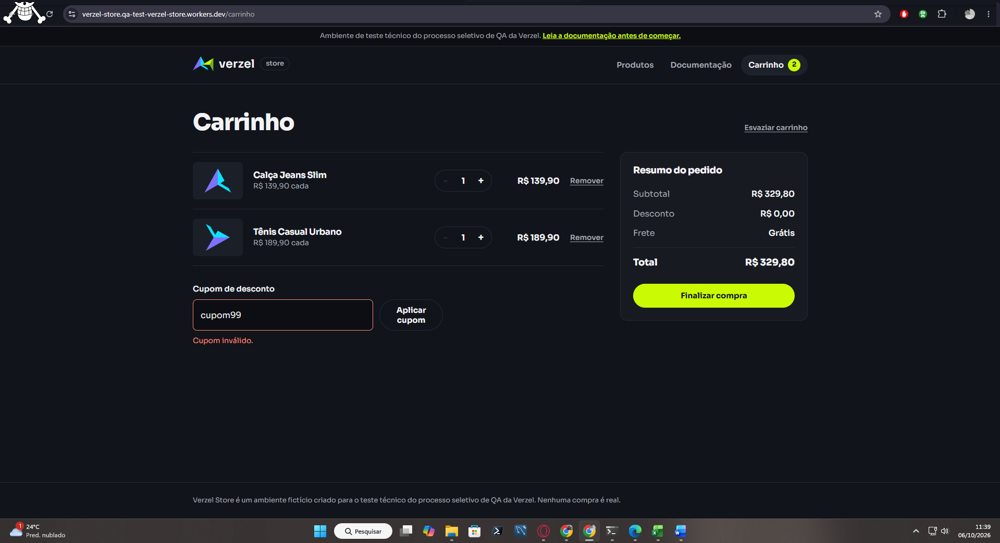 verzel-store.qa-test-verzel-store.workers.dev/carrinho
Ambiente de teste técnico do processo seletivo de QA da Verzel. Leia a documentação antes de começar.
verzel store
Produtos Documentação Carrinho 2
Carrinho
Esvaziar carrinho
Calça Jeans Slim
R$ 139,90 cada
- 1 +
R$ 139,90 Remover
Tênis Casual Urbano
R$ 189,90 cada
- 1 +
R$ 189,90 Remover
Cupom de desconto
cupom99
Aplicar
cupom
Cupom inválido.
Resumo do pedido
Subtotal R$ 329,80
Desconto R$ 0,00
Frete Grátis
Total R$ 329,80
Finalizar compra
Verzel Store é um ambiente fictício criado para o teste técnico do processo seletivo de QA da Verzel. Nenhuma compra é real.
1
24°C
Pred. nublado
Pesquisar
11:39
06/10/2026